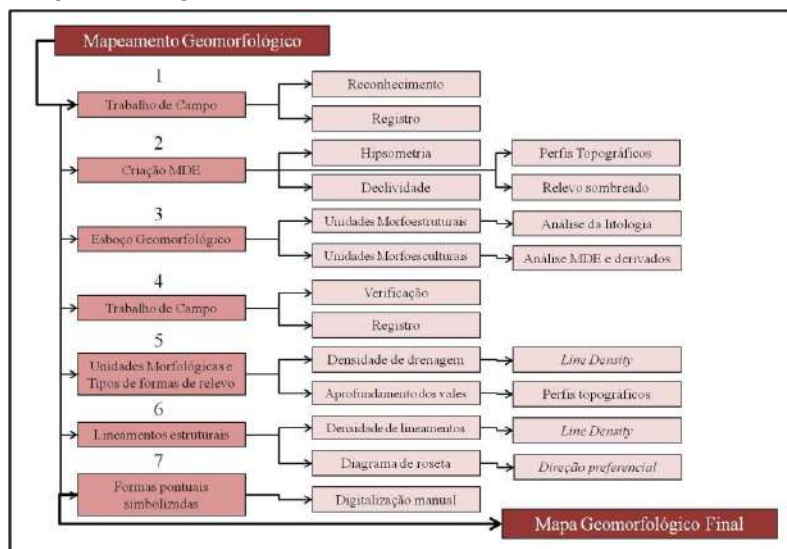 Mapeamento Geomorfológico
1
Trabalho de Campo
Reconhecimento
Registro
2
Criação MDE
Hipsometria
Declividade
Perfis Topográficos
Relevo sombreado
3
Esboço Geomorfológico
Unidades Morfoestruturais
Unidades Morfoesculturais
Análise da litologia
Análise MDE e derivados
4
Trabalho de Campo
Verificação
Registro
5
Unidades Morfológicas e
Tipos de formas de relevo
Densidade de drenagem
Line Density
Aprofundamento dos vales
Perfis topográficos
6
Lineamentos estruturais
Densidade de lineamentos
Line Density
Diagrama de roseta
Direção preferencial
7
Formas pontuais
simbolizadas
Digitalização manual
Mapa Geomorfológico Final